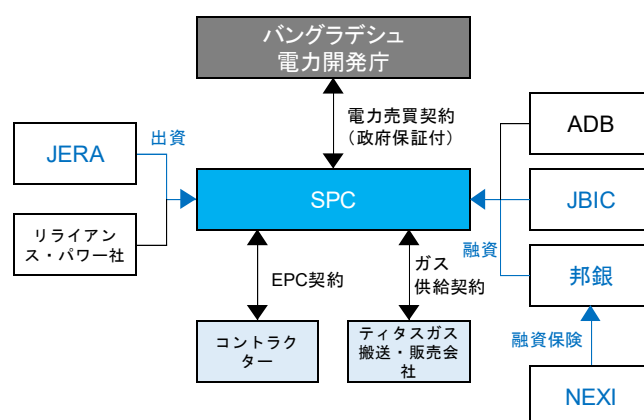 バングラデシュ
電力開発庁
電力売買契約
（政府保証付）
出資
JERA
リライアン
ス・パワー社
SPC
ADB
JBIC
融資
邦銀
融資保険
NEXI
EPC契約
ガス
供給契約
コントラク
ター
ティタスガス
搬送・販売会
社